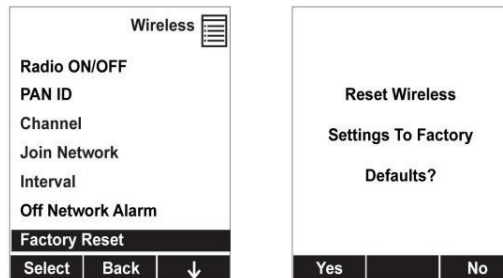 Wireless
Radio ON/OFF
PAN ID
Channel
Join Network
Interval
Off Network Alarm
Factory Reset
Select Back ↓
Reset Wireless
Settings To Factory
Defaults?
Yes No